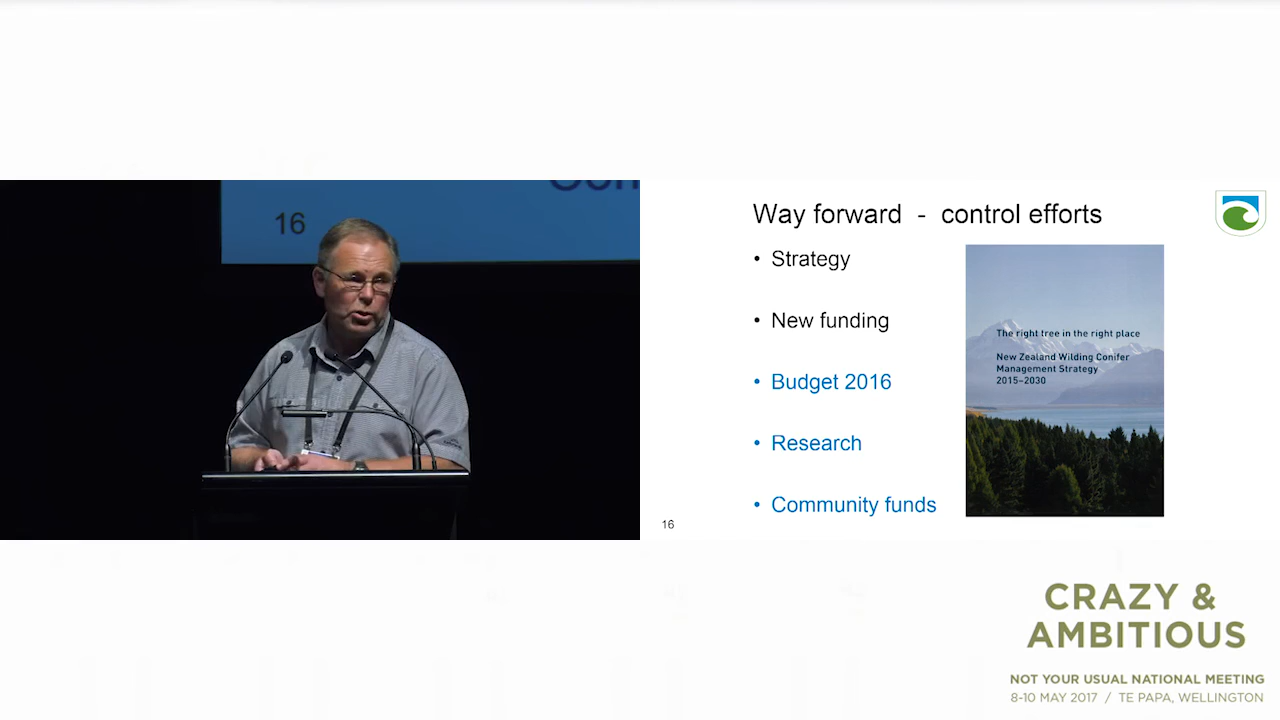 16
Way forward - control efforts
• Strategy
• New funding
• Budget 2016
• Research
• Community funds
The right tree in the right place
New Zealand Wilding Conifer
Management Strategy
2015–2030
16
CRAZY &
AMBITIOUS
NOT YOUR USUAL NATIONAL MEETING
8-10 MAY 2017 / TE PAPA, WELLINGTON